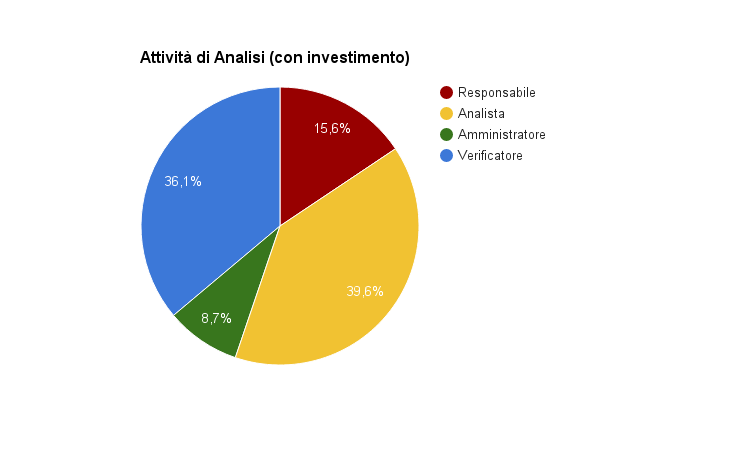 Attività di Analisi (con investimento)
Responsabile
Analista
Amministratore
Verificatore
15,6%
36,1%
39,6%
8,7%